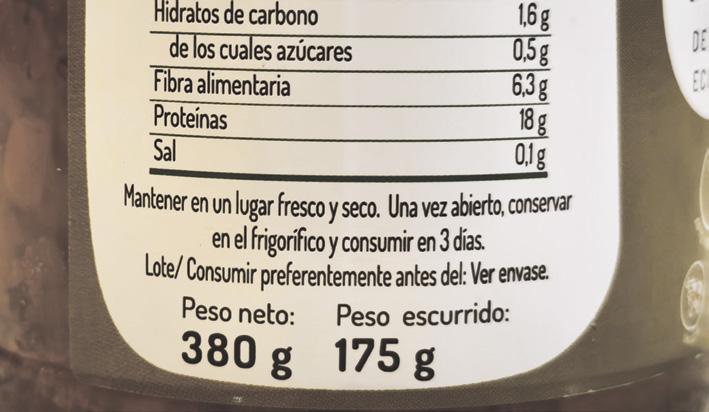 Hidratos de carbono 1,6 g
de los cuales azúcares 0,5 g
Fibra alimentaria 6,3 g
Proteínas 18 g
Sal 0,1 g
Mantener en un lugar fresco y seco. Una vez abierto, conservar
en el frigorífico y consumir en 3 días.
Lote/ Consumir preferentemente antes del: Ver envase.
Peso neto: Peso escurrido:
380 g 175 g
DE